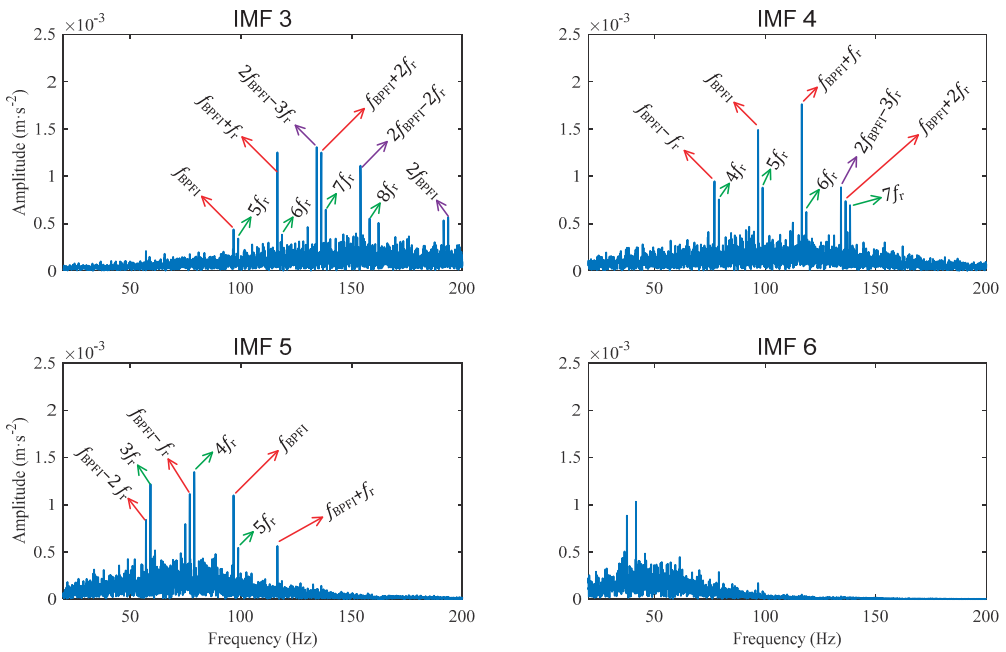 IMF 3
×10⁻³
2.5
2
1.5
1
0.5
0
Amplitude (m·s⁻²)
50
100
150
200
f_BPFI
5f_r
f_BPFI+f_r
6f_r
2f_BPFI−3f_r
f_BPFI+2f_r
7f_r
2f_BPFI−2f_r
8f_r
2f_BPFI
IMF 4
×10⁻³
2.5
2
1.5
1
0.5
0
50
100
150
200
f_BPFI−f_r
4f_r
f_BPFI
5f_r
f_BPFI+f_r
6f_r
2f_BPFI−3f_r
f_BPFI+2f_r
7f_r
IMF 5
×10⁻³
2.5
2
1.5
1
0.5
0
Amplitude (m·s⁻²)
50
100
150
200
Frequency (Hz)
f_BPFI−2f_r
3f_r
f_BPFI−f_r
4f_r
f_BPFI
5f_r
f_BPFI+f_r
IMF 6
×10⁻³
2.5
2
1.5
1
0.5
0
50
100
150
200
Frequency (Hz)